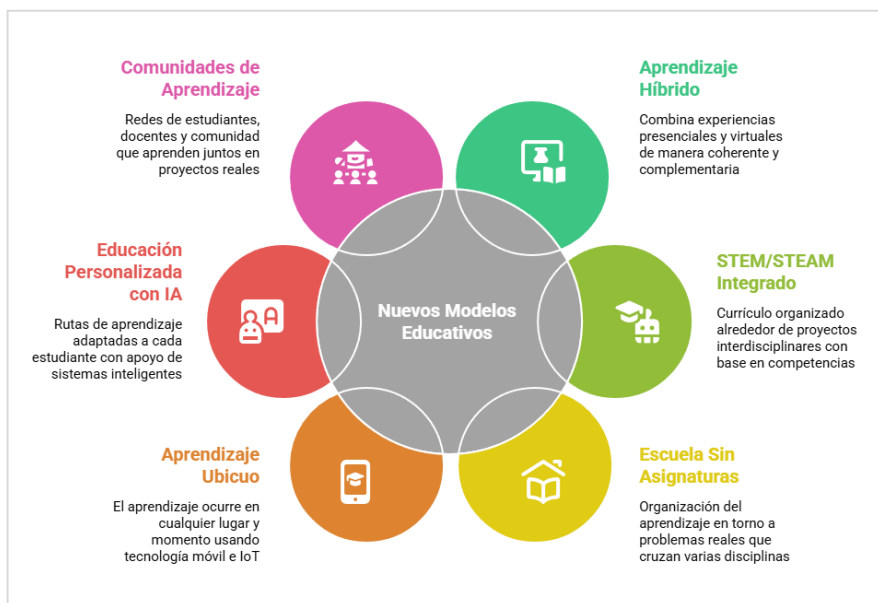 Comunidades de
Aprendizaje
Redes de estudiantes,
docentes y comunidad
que aprenden juntos en
proyectos reales
Aprendizaje
Híbrido
Combina experiencias
presenciales y virtuales
de manera coherente y
complementaria
Educación
Personalizada
con IA
Rutas de aprendizaje
adaptadas a cada
estudiante con apoyo de
sistemas inteligentes
Nuevos Modelos
Educativos
STEM/STEAM
Integrado
Currículo organizado
alrededor de proyectos
interdisciplinares con
base en competencias
Aprendizaje
Ubicuo
El aprendizaje ocurre en
cualquier lugar y
momento usando
tecnología móvil e IoT
Escuela Sin
Asignaturas
Organización del
aprendizaje en torno a
problemas reales que
cruzan varias disciplinas